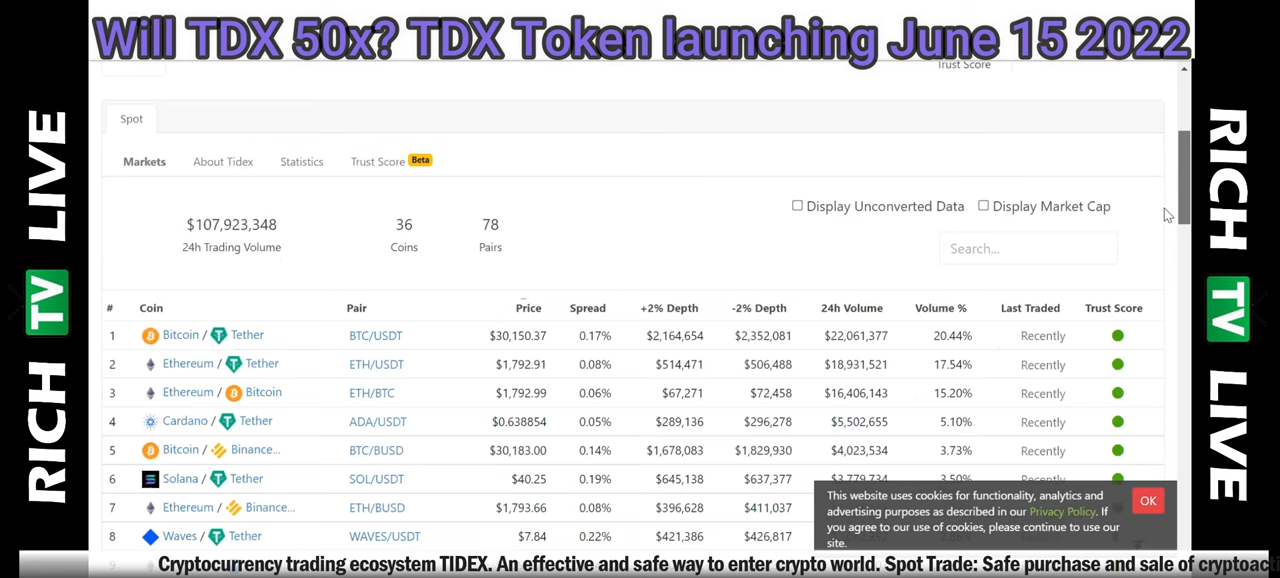 Will TDX 50x? TDX Token launching June 15 2022
Trust Score
Spot
Markets About Tidex Statistics Trust Score Beta
Display Unconverted Data Display Market Cap
$107,923,348 36 78
24h Trading Volume Coins Pairs
Search...
# Coin Pair Price Spread +2% Depth -2% Depth 24h Volume Volume % Last Traded Trust Score
1 Bitcoin / Tether BTC/USDT $30,150.37 0.17% $2,164,654 $2,352,081 $22,061,377 20.44% Recently
2 Ethereum / Tether ETH/USDT $1,792.91 0.08% $514,471 $506,488 $18,931,521 17.54% Recently
3 Ethereum / Bitcoin ETH/BTC $1,792.99 0.06% $67,271 $72,458 $16,406,143 15.20% Recently
4 Cardano / Tether ADA/USDT $0.638854 0.05% $289,136 $296,278 $5,502,655 5.10% Recently
5 Bitcoin / Binance... BTC/BUSD $30,183.00 0.14% $1,678,083 $1,829,930 $4,023,534 3.73% Recently
6 Solana / Tether SOL/USDT $40.25 0.19% $645,138 $637,377 $3,779,734 3.50% Recently
7 Ethereum / Binance... ETH/BUSD $1,793.66 0.08% $396,628 $411,037
8 Waves / Tether WAVES/USDT $7.84 0.22% $421,386 $426,817
This website uses cookies for functionality, analytics and
advertising purposes as described in our Privacy Policy. If
you agree to our use of cookies, please continue to use our
site.
OK
RICH TV LIVE
RICH TV LIVE
Cryptocurrency trading ecosystem TIDEX. An effective and safe way to enter crypto world. Spot Trade: Safe purchase and sale of cryptoact